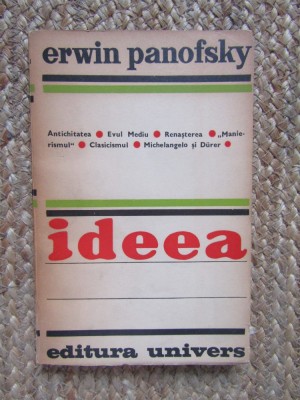 erwin panofsky
Antichitatea ● Evul Mediu ● Renașterea ● „Manie-
rismul" ● Clasicismul ● Michelangelo și Dürer ●
ideea
editura univers